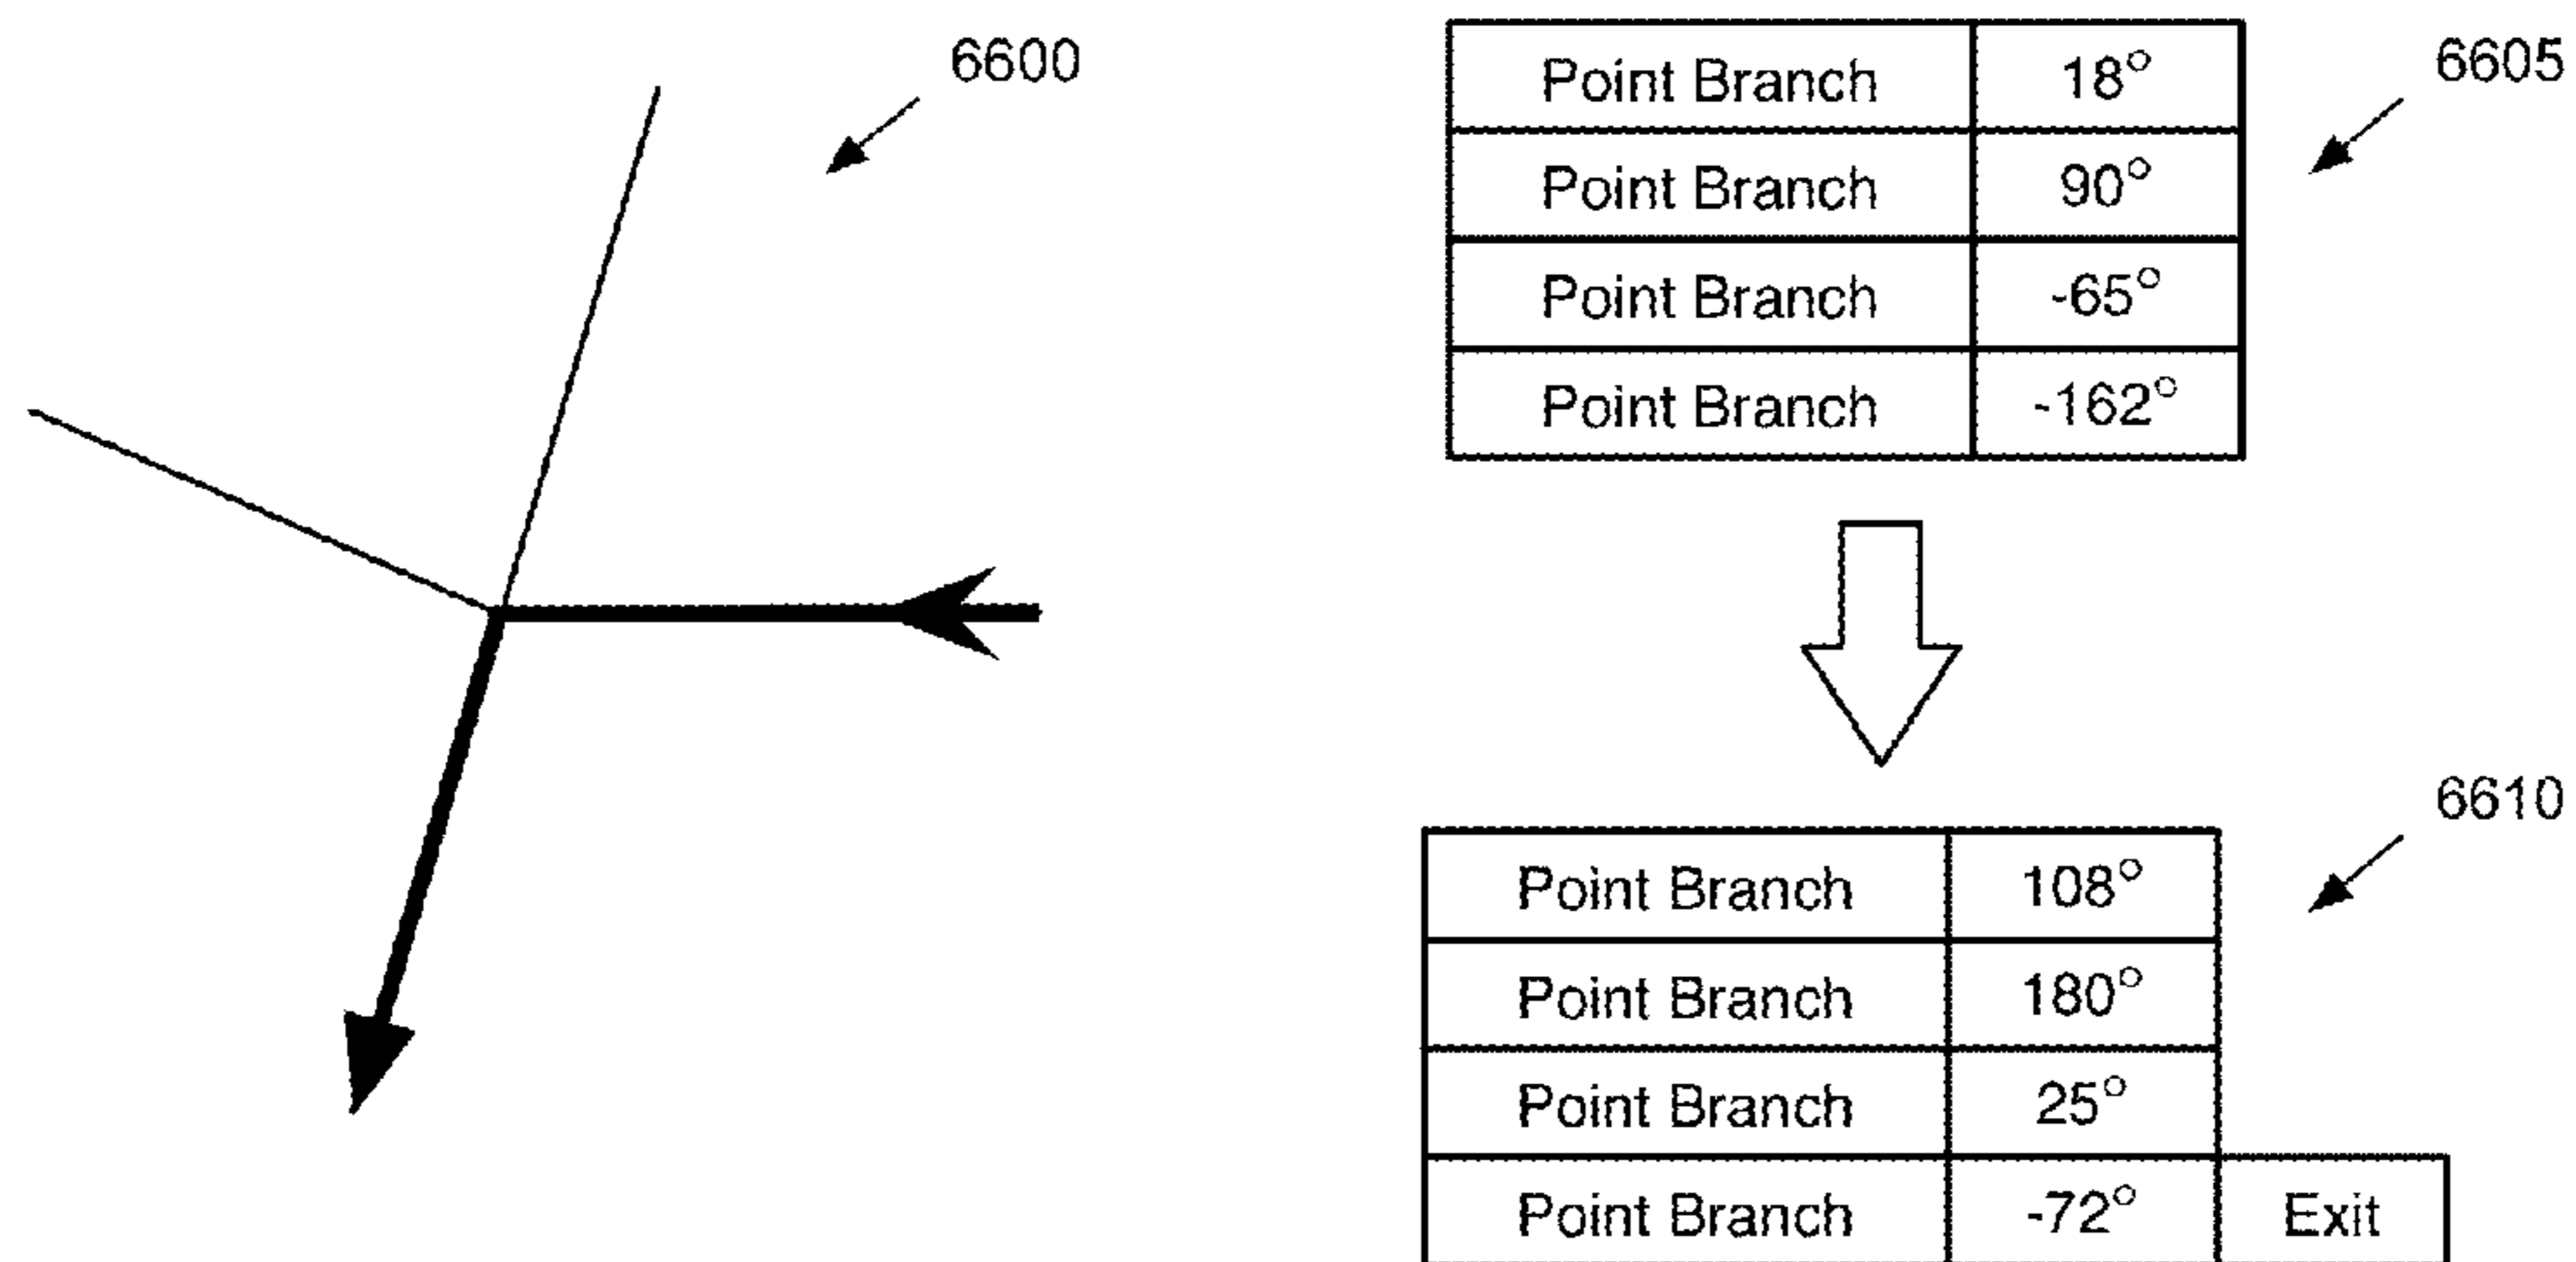 6600
6605
Point Branch 18°
Point Branch 90°
Point Branch -65°
Point Branch -162°
6610
Point Branch 108°
Point Branch 180°
Point Branch 25°
Point Branch -72° Exit